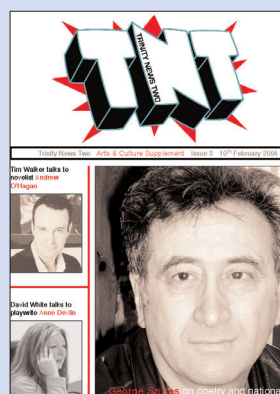 TNT
TRINITY NEWS TWO
Trinity News Two Arts & Culture Supplement Issue 3 10th February 2004
Tim Walker talks to
novelist Andrew
O'Hagan
David White talks to
playwrite Anne Devlin
George Szirtes on poetry and nationa